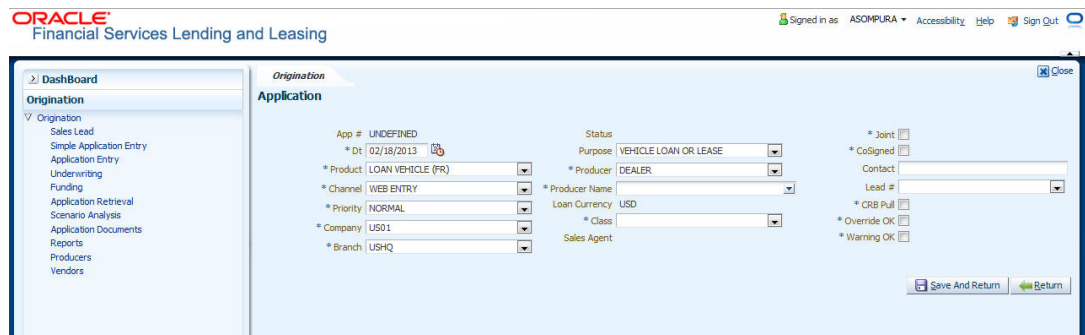 ORACLE®
Financial Services Lending and Leasing
Signed in as ASOMPURA Accessibility Help Sign Out
DashBoard
Origination
Origination
Sales Lead
Simple Application Entry
Application Entry
Underwriting
Funding
Application Retrieval
Scenario Analysis
Application Documents
Reports
Producers
Vendors
Origination
Close
Application
App # UNDEFINED
* Dt 02/18/2013
* Product LOAN VEHICLE (FR)
* Channel WEB ENTRY
* Priority NORMAL
* Company US01
* Branch USHQ
Status
Purpose VEHICLE LOAN OR LEASE
* Producer DEALER
* Producer Name
Loan Currency USD
* Class
Sales Agent
* Joint
* CoSigned
Contact
Lead #
* CRB Pull
* Override OK
* Warning OK
Save And Return
Return